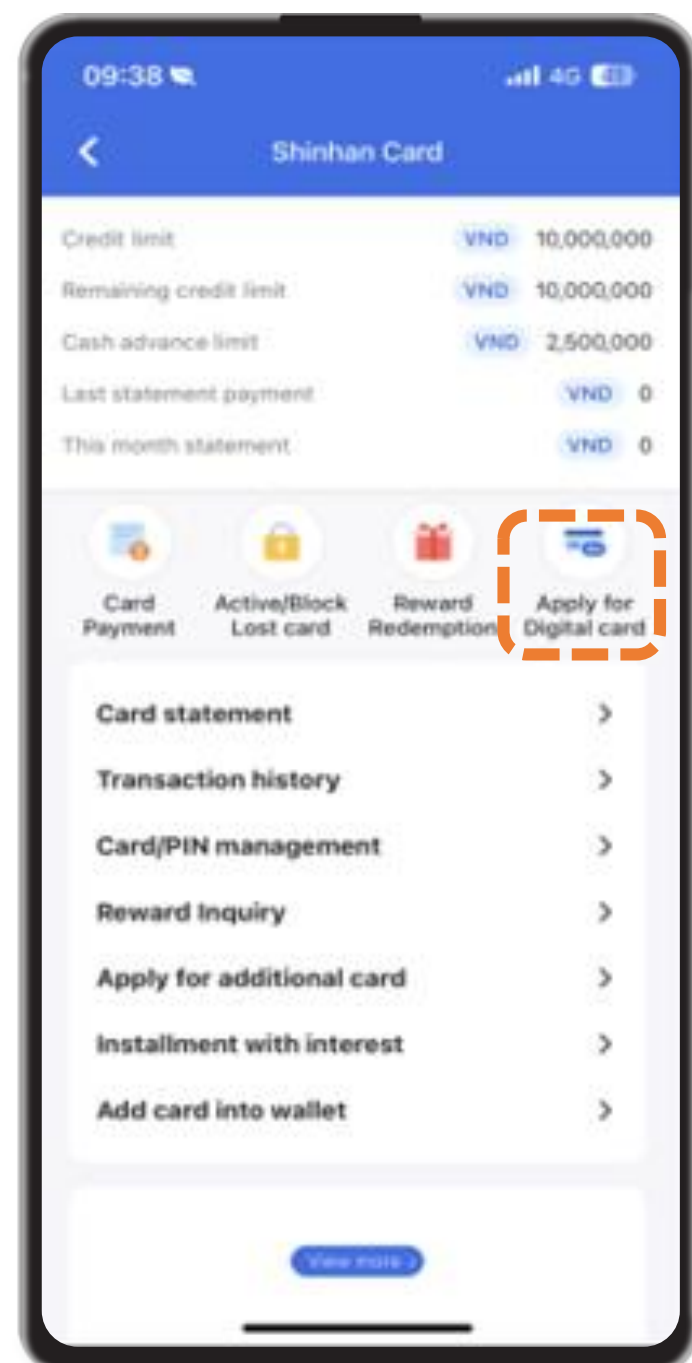 09:38 4G
Shinhan Card
Credit limit VND 10,000,000
Remaining credit limit VND 10,000,000
Cash advance limit VND 2,500,000
Last statement payment VND 0
This month statement VND 0
Card Payment
Active/Block Lost card
Reward Redemption
Apply for Digital card
Card statement
Transaction history
Card/PIN management
Reward Inquiry
Apply for additional card
Installment with interest
Add card into wallet
View more